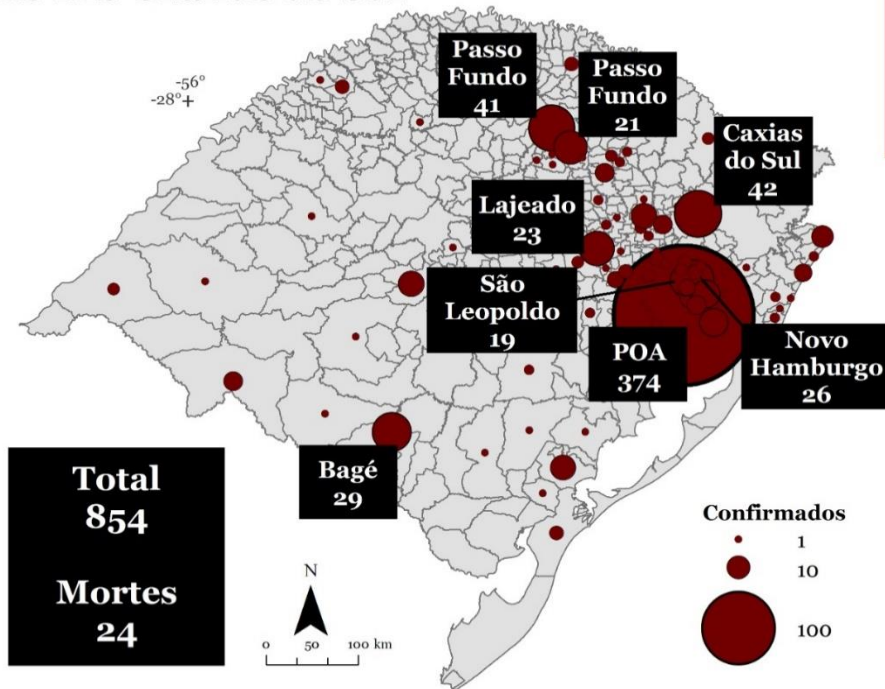 -56°
-28°
Passo
Fundo
41
Passo
Fundo
21
Caxias
do Sul
42
Lajeado
23
São
Leopoldo
19
POA
374
Novo
Hamburgo
26
Bagé
29
Total
854
Mortes
24
N
0 50 100 km
Confirmados
1
10
100